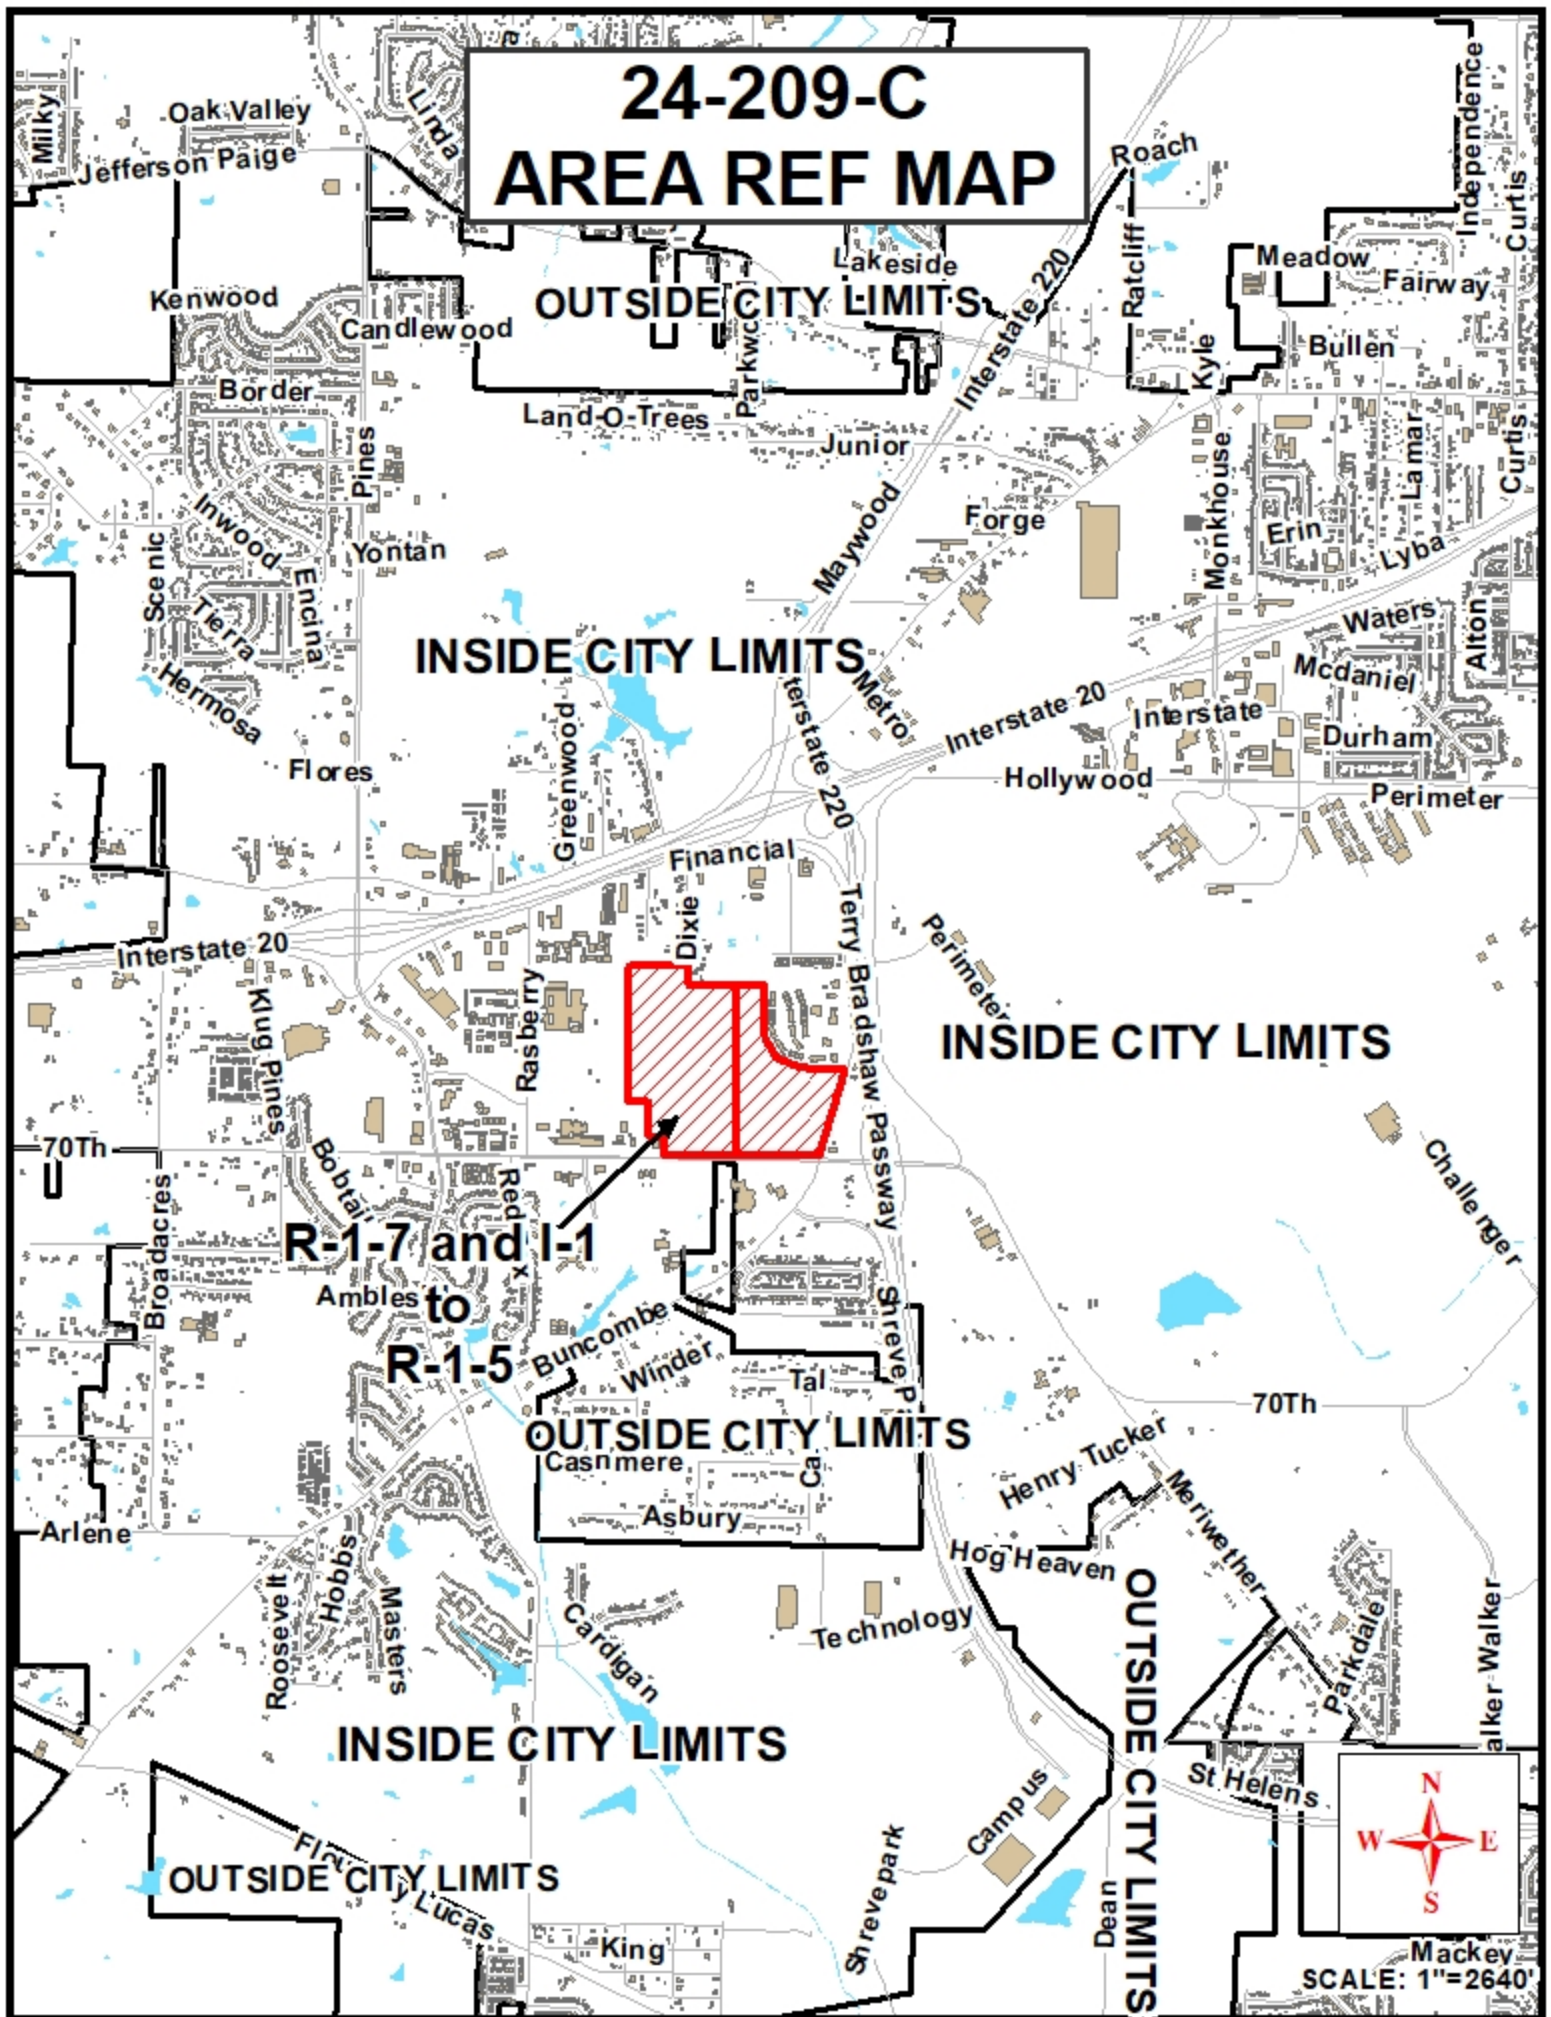 24-209-C
AREA REF MAP
Milky
Oak Valley
Jefferson Paige
Linda
Roach
Independence
Curtis
Ratcliff
Lakeside
Meadow
Fairway
Kenwood
Candlewood
OUTSIDE CITY LIMITS
Interstate 220
Kyle
Bullen
Border
Land-O-Trees
Junior
Pines
Lamar
Curtis
Inwood
Yontan
Scenic
Encina
Tierra
Hermosa
Maywood
Forge
Monkhouse
Erin
Lyba
Waters
Alton
Mcdaniel
INSIDE CITY LIMITS
Metro
terstate 220
Interstate 20
Interstate
Durham
Flores
Greenwood
Hollywood
Perimeter
Financial
Dixie
Interstate 20
Terry Bradshaw Passway
Perimeter
Rasberry
King Pines
INSIDE CITY LIMITS
70Th
Bobtail
Broadacres
Challenger
R-1-7 and I-1
to
R-1-5
Ambles
Buncombe
Winder
Tal
70Th
OUTSIDE CITY LIMITS
Cashmere
Ca
Henry Tucker
Asbury
Meriwether
Arlene
Hog Heaven
Roosevelt
Hobbs
Masters
Cardigan
Technology
OUTSIDE CITY LIMITS
Parkdale
alker Walker
INSIDE CITY LIMITS
St Helens
Campus
N
W E
S
OUTSIDE CITY LIMITS
Lucas
King
Shrevepark
Dean
Mackey
SCALE: 1"=2640'